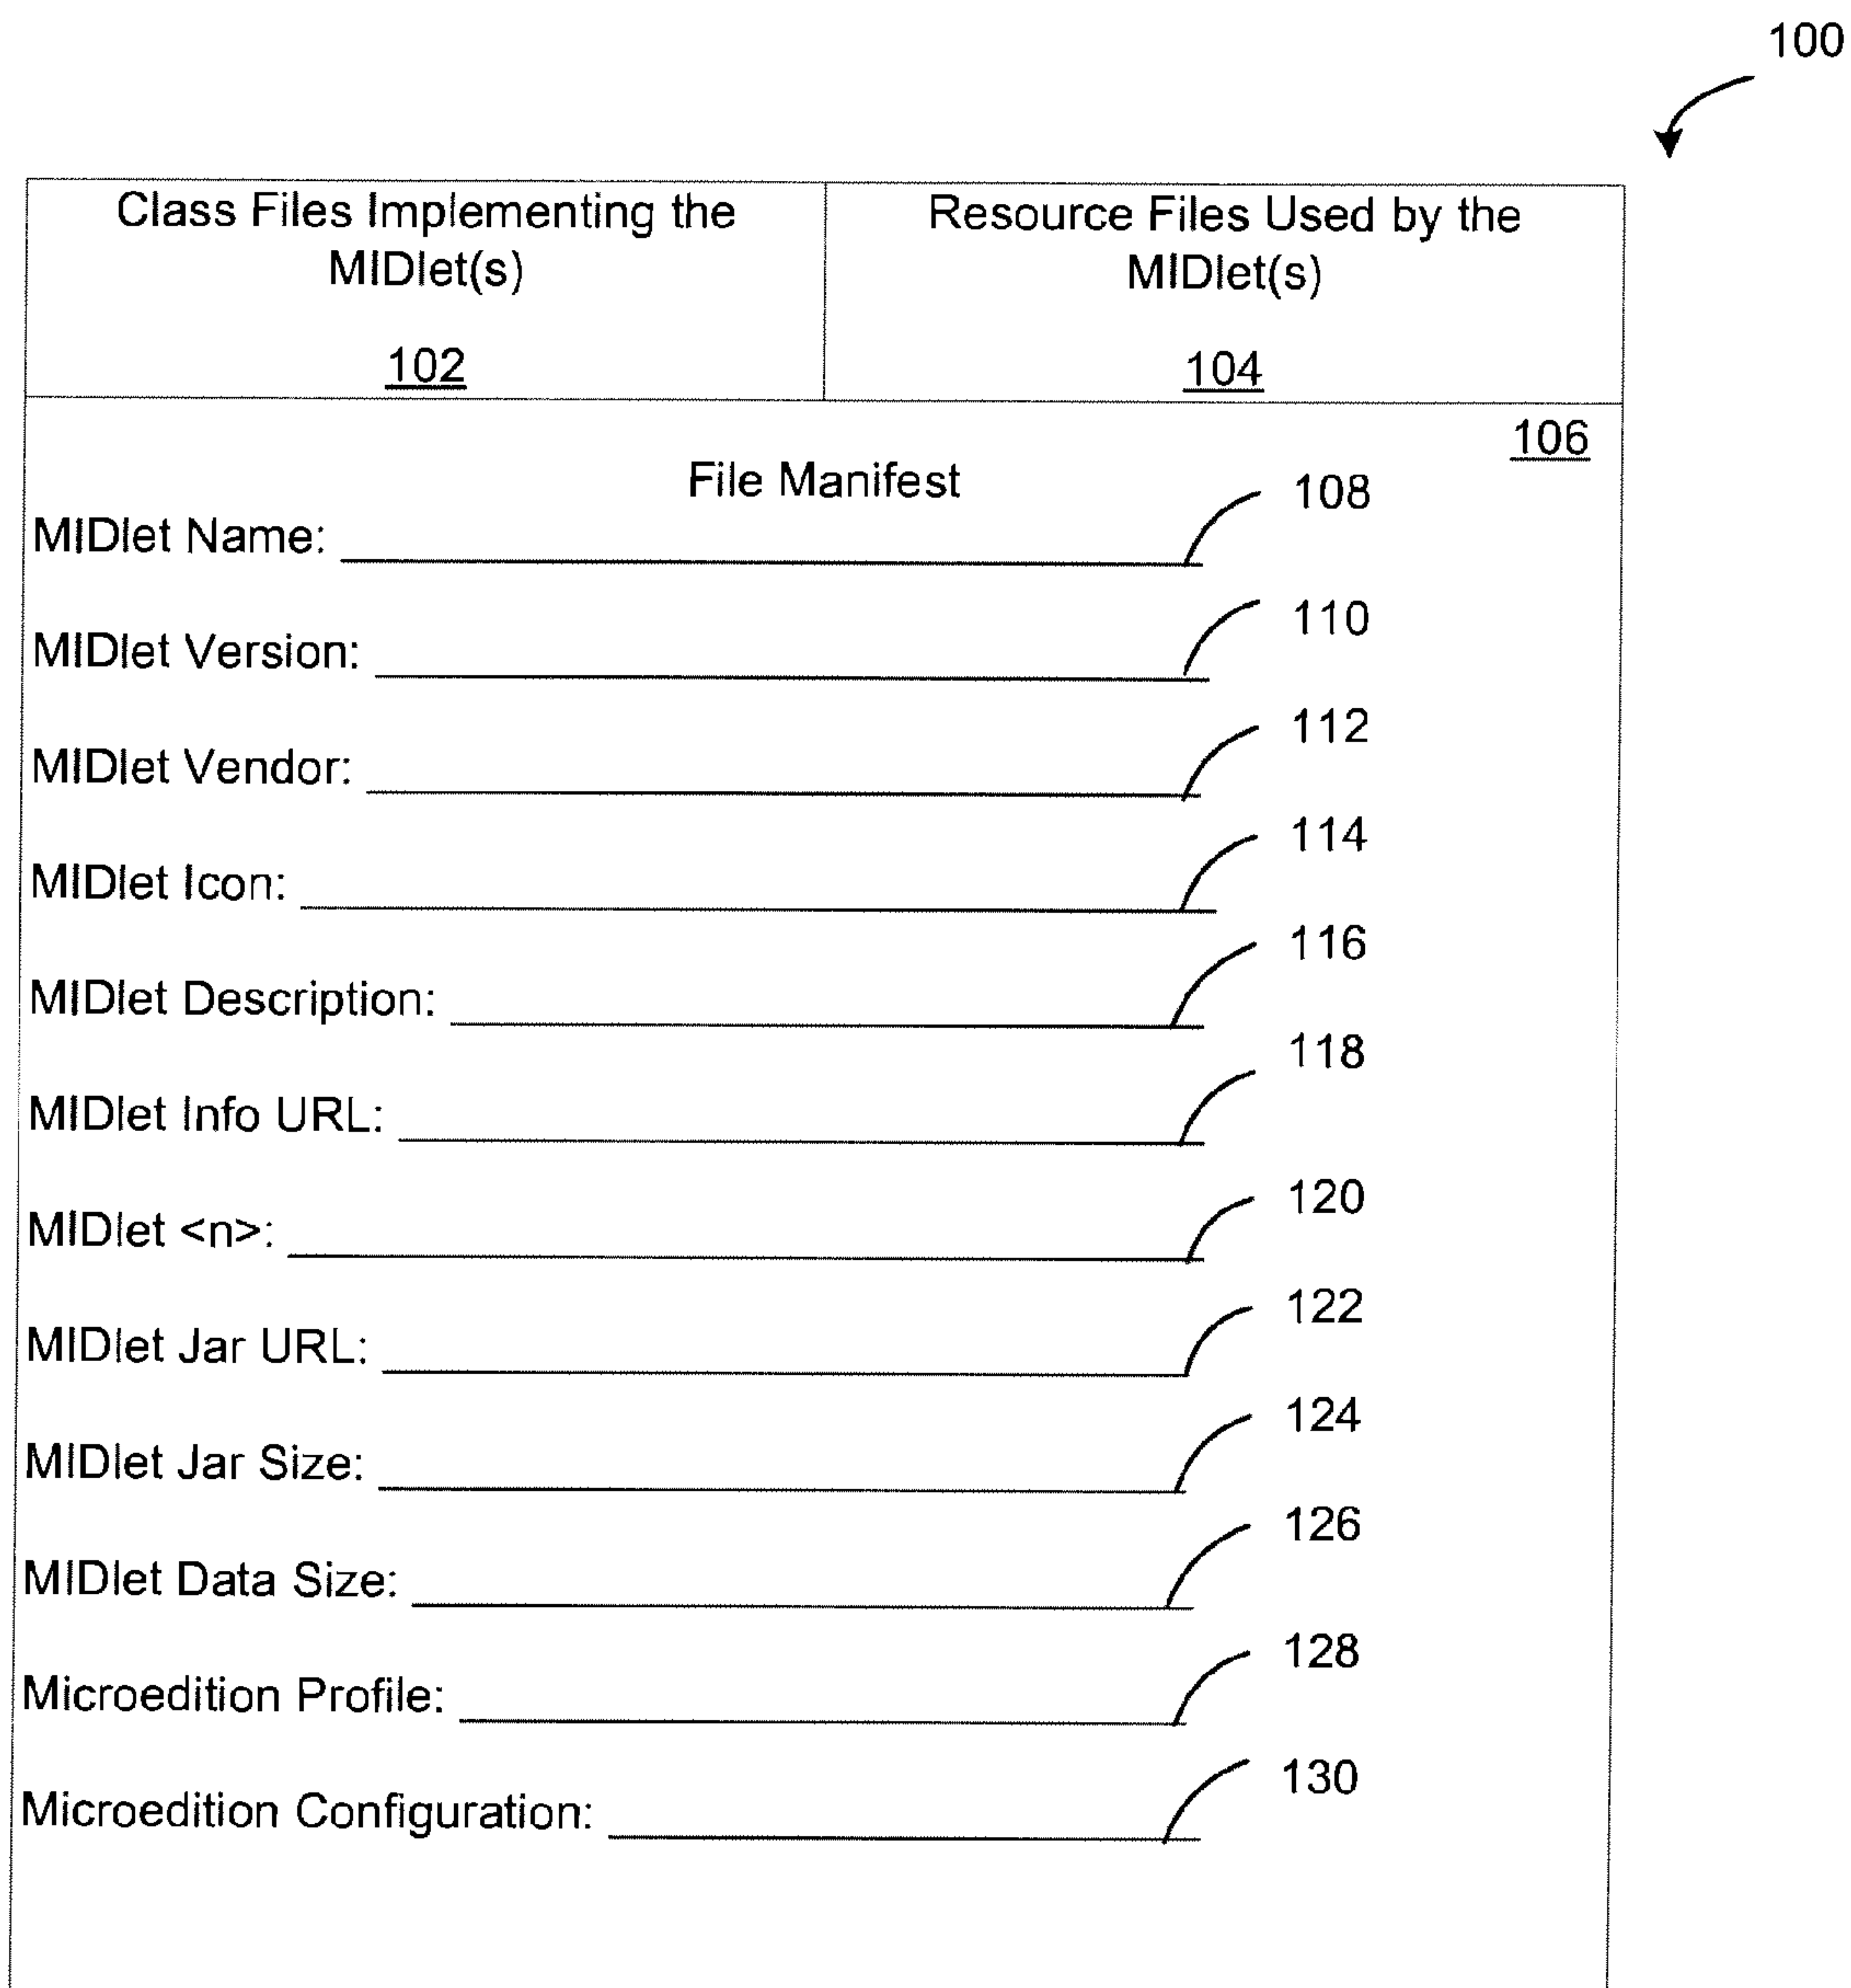 100
Class Files Implementing the
MIDlet(s)
102
Resource Files Used by the
MIDlet(s)
104
106
File Manifest
MIDlet Name: 108
MIDlet Version: 110
MIDlet Vendor: 112
MIDlet Icon: 114
MIDlet Description: 116
MIDlet Info URL: 118
MIDlet <n>: 120
MIDlet Jar URL: 122
MIDlet Jar Size: 124
MIDlet Data Size: 126
Microedition Profile: 128
Microedition Configuration: 130